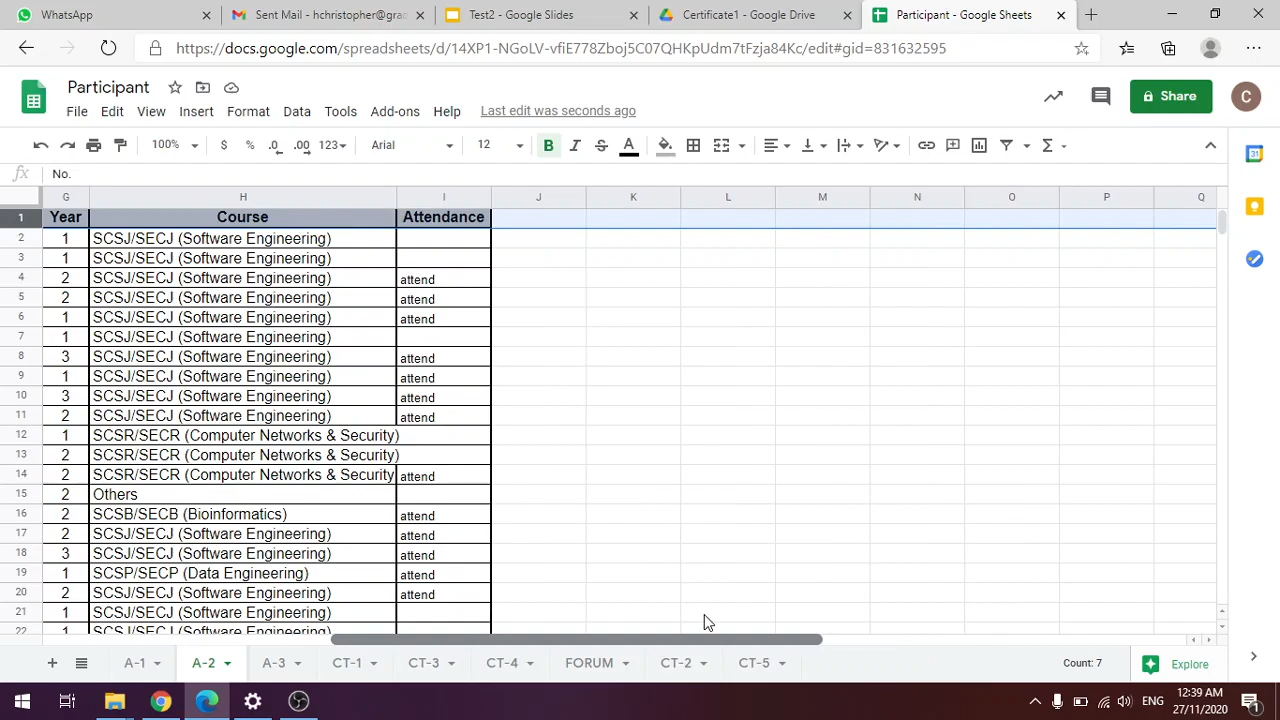 WhatsApp
Sent Mail - hchristopher@grac
Test2 - Google Slides
Certificate1 - Google Drive
Participant - Google Sheets
https://docs.google.com/spreadsheets/d/14XP1-NGoLV-vfiE778Zboj5C07QHKpUdm7tFzja84Kc/edit#gid=831632595
Participant
File Edit View Insert Format Data Tools Add-ons Help Last edit was seconds ago
Share
C
100% $ % .0 .00 123 Arial 12 B I S A
fx No.
G H I J K L M N O P Q
1 Year Course Attendance
2 1 SCSJ/SECJ (Software Engineering)
3 1 SCSJ/SECJ (Software Engineering)
4 2 SCSJ/SECJ (Software Engineering) attend
5 2 SCSJ/SECJ (Software Engineering) attend
6 1 SCSJ/SECJ (Software Engineering) attend
7 1 SCSJ/SECJ (Software Engineering)
8 3 SCSJ/SECJ (Software Engineering) attend
9 1 SCSJ/SECJ (Software Engineering) attend
10 3 SCSJ/SECJ (Software Engineering) attend
11 2 SCSJ/SECJ (Software Engineering) attend
12 1 SCSR/SECR (Computer Networks & Security)
13 2 SCSR/SECR (Computer Networks & Security)
14 2 SCSR/SECR (Computer Networks & Security attend
15 2 Others
16 2 SCSB/SECB (Bioinformatics) attend
17 2 SCSJ/SECJ (Software Engineering) attend
18 3 SCSJ/SECJ (Software Engineering) attend
19 1 SCSP/SECP (Data Engineering) attend
20 2 SCSJ/SECJ (Software Engineering) attend
21 1 SCSJ/SECJ (Software Engineering)
22 1 SCSJ/SECJ (Software Engineering)
A-1 A-2 A-3 CT-1 CT-3 CT-4 FORUM CT-2 CT-5 Count: 7 Explore
ENG
12:39 AM
27/11/2020